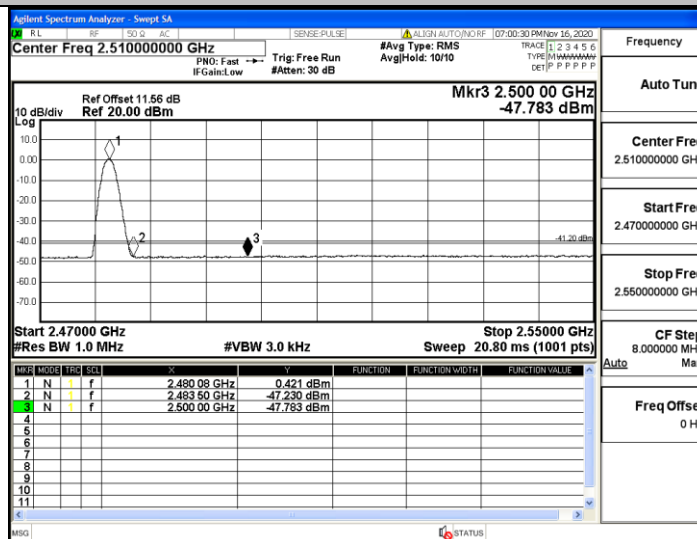 Agilent Spectrum Analyzer - Swept SA
RL RF 50 Ω AC SENSE:PULSE ALIGN AUTO/NO RF 07:00:30 PM Nov 16, 2020
Center Freq 2.510000000 GHz
PNO: Fast
IFGain:Low
Trig: Free Run
#Atten: 30 dB
#Avg Type: RMS
Avg|Hold: 10/10
TRACE 1 2 3 4 5 6
TYPE M W W W W W
DET P P P P P P
Ref Offset 11.56 dB
10 dB/div Ref 20.00 dBm
Mkr3 2.500 00 GHz
-47.783 dBm
Log
10.0
0.00
-10.0
-20.0
-30.0
-40.0
-50.0
-60.0
-70.0
1
2
3
-41.20 dBm
Start 2.47000 GHz Stop 2.55000 GHz
#Res BW 1.0 MHz #VBW 3.0 kHz Sweep 20.80 ms (1001 pts)
MKR MODE TRC SCL X Y FUNCTION FUNCTION WIDTH FUNCTION VALUE
1 N 1 f 2.480 08 GHz 0.421 dBm
2 N 1 f 2.483 50 GHz -47.230 dBm
3 N 1 f 2.500 00 GHz -47.783 dBm
4
5
6
7
8
9
10
11
MSG STATUS
Frequency
Auto Tun
Center Fre
2.510000000 GH
Start Fre
2.470000000 GH
Stop Fre
2.550000000 GH
CF Step
8.000000 MH
Auto Ma
Freq Offse
0 H